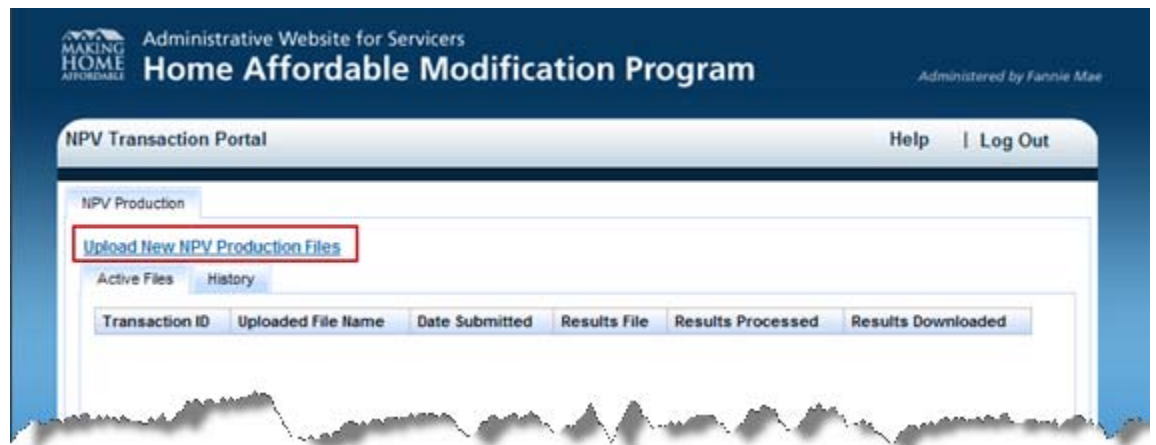 MAKING
HOME
AFFORDABLE
Administrative Website for Servicers
Home Affordable Modification Program
Administered by Fannie Mae
NPV Transaction Portal
Help | Log Out
NPV Production
Upload New NPV Production Files
Active Files History
Transaction ID Uploaded File Name Date Submitted Results File Results Processed Results Downloaded